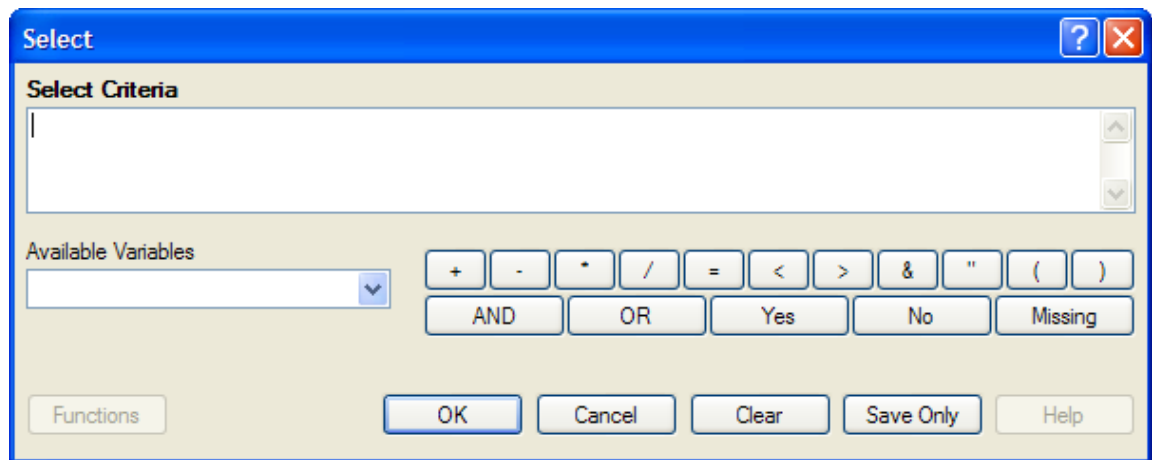 Select
?
Select Criteria
Available Variables
+ - * / = < > & " ( )
AND OR Yes No Missing
Functions OK Cancel Clear Save Only Help